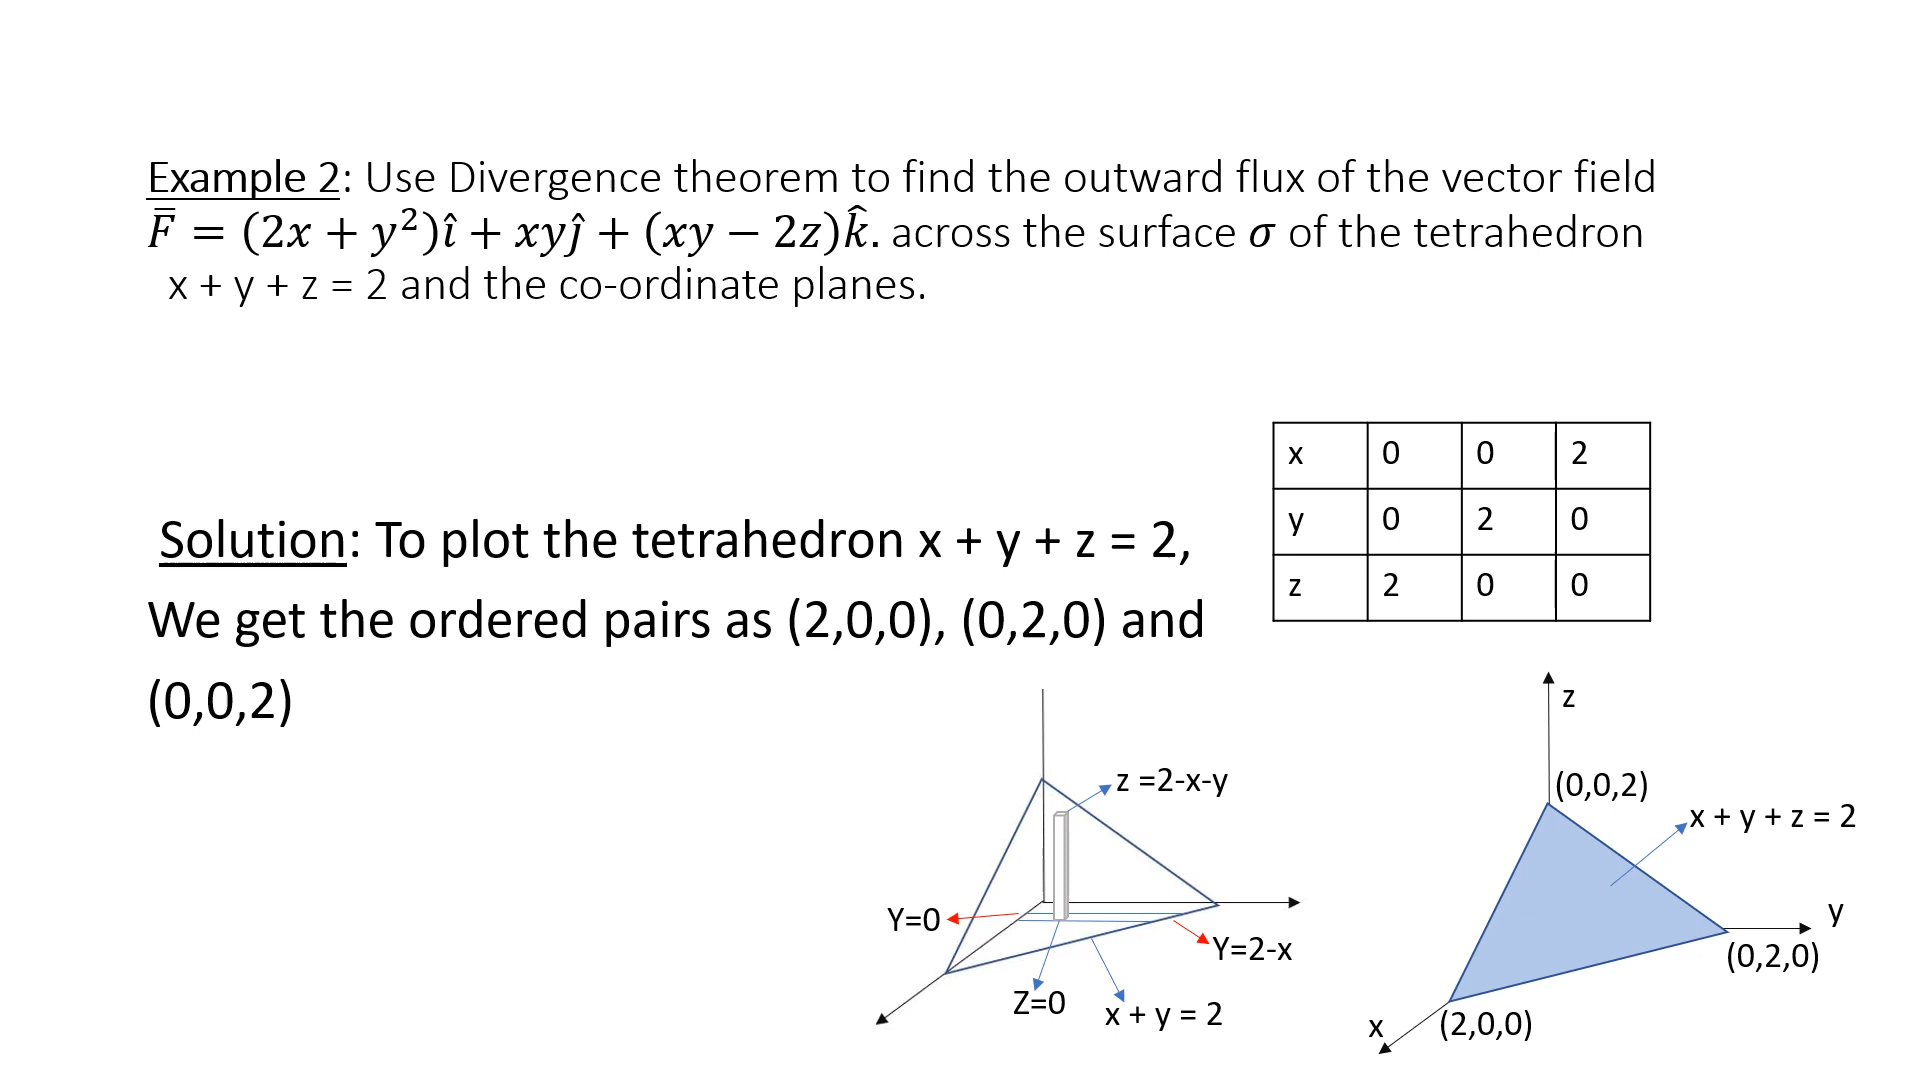 Example 2: Use Divergence theorem to find the outward flux of the vector field
F̅ = (2x + y²)î + xyĵ + (xy − 2z)k̂. across the surface σ of the tetrahedron
x + y + z = 2 and the co-ordinate planes.
x 0 0 2
y 0 2 0
z 2 0 0
Solution: To plot the tetrahedron x + y + z = 2,
We get the ordered pairs as (2,0,0), (0,2,0) and
(0,0,2)
z =2-x-y
Y=0
Y=2-x
Z=0
x + y = 2
z
(0,0,2)
x + y + z = 2
y
(0,2,0)
x
(2,0,0)